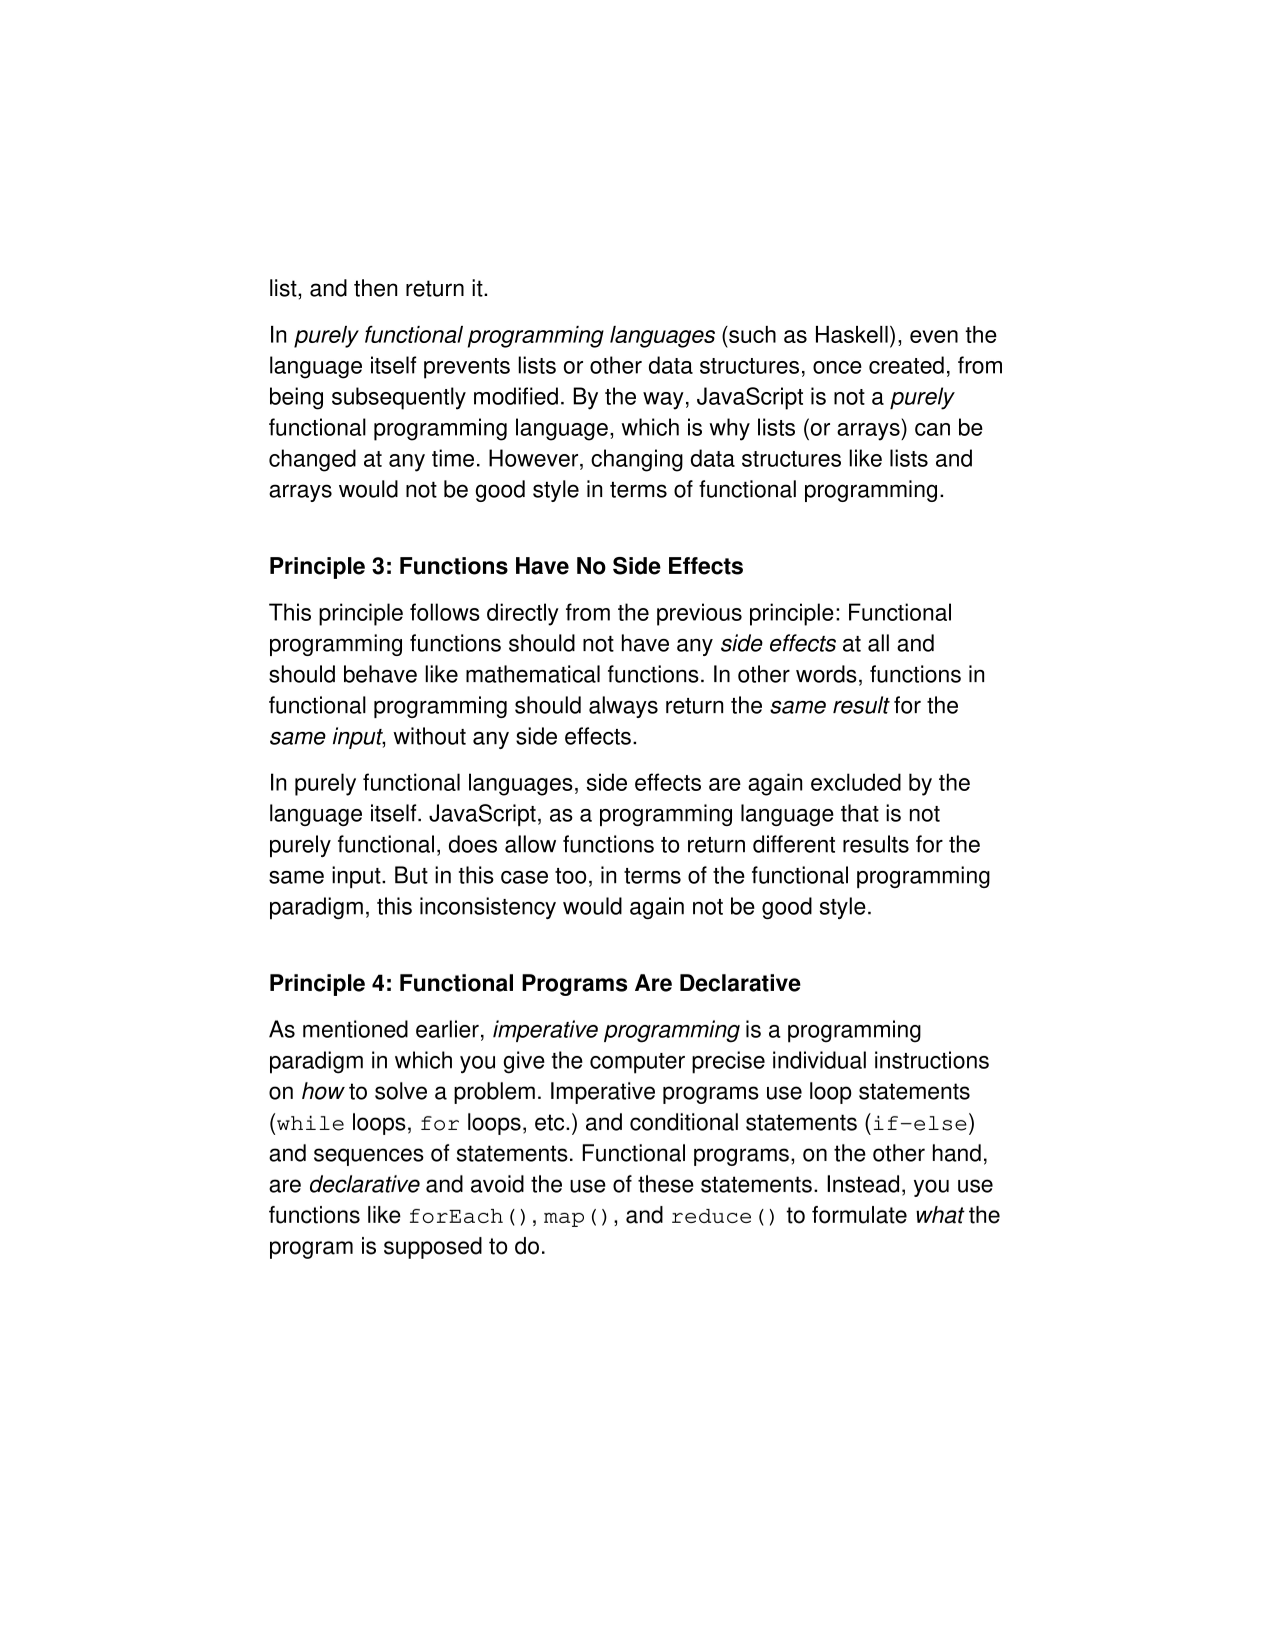 list, and then return it.
In purely functional programming languages (such as Haskell), even the
language itself prevents lists or other data structures, once created, from
being subsequently modified. By the way, JavaScript is not a purely
functional programming language, which is why lists (or arrays) can be
changed at any time. However, changing data structures like lists and
arrays would not be good style in terms of functional programming.
Principle 3: Functions Have No Side Effects
This principle follows directly from the previous principle: Functional
programming functions should not have any side effects at all and
should behave like mathematical functions. In other words, functions in
functional programming should always return the same result for the
same input, without any side effects.
In purely functional languages, side effects are again excluded by the
language itself. JavaScript, as a programming language that is not
purely functional, does allow functions to return different results for the
same input. But in this case too, in terms of the functional programming
paradigm, this inconsistency would again not be good style.
Principle 4: Functional Programs Are Declarative
As mentioned earlier, imperative programming is a programming
paradigm in which you give the computer precise individual instructions
on how to solve a problem. Imperative programs use loop statements
(while loops, for loops, etc.) and conditional statements (if-else)
and sequences of statements. Functional programs, on the other hand,
are declarative and avoid the use of these statements. Instead, you use
functions like forEach(), map(), and reduce() to formulate what the
program is supposed to do.